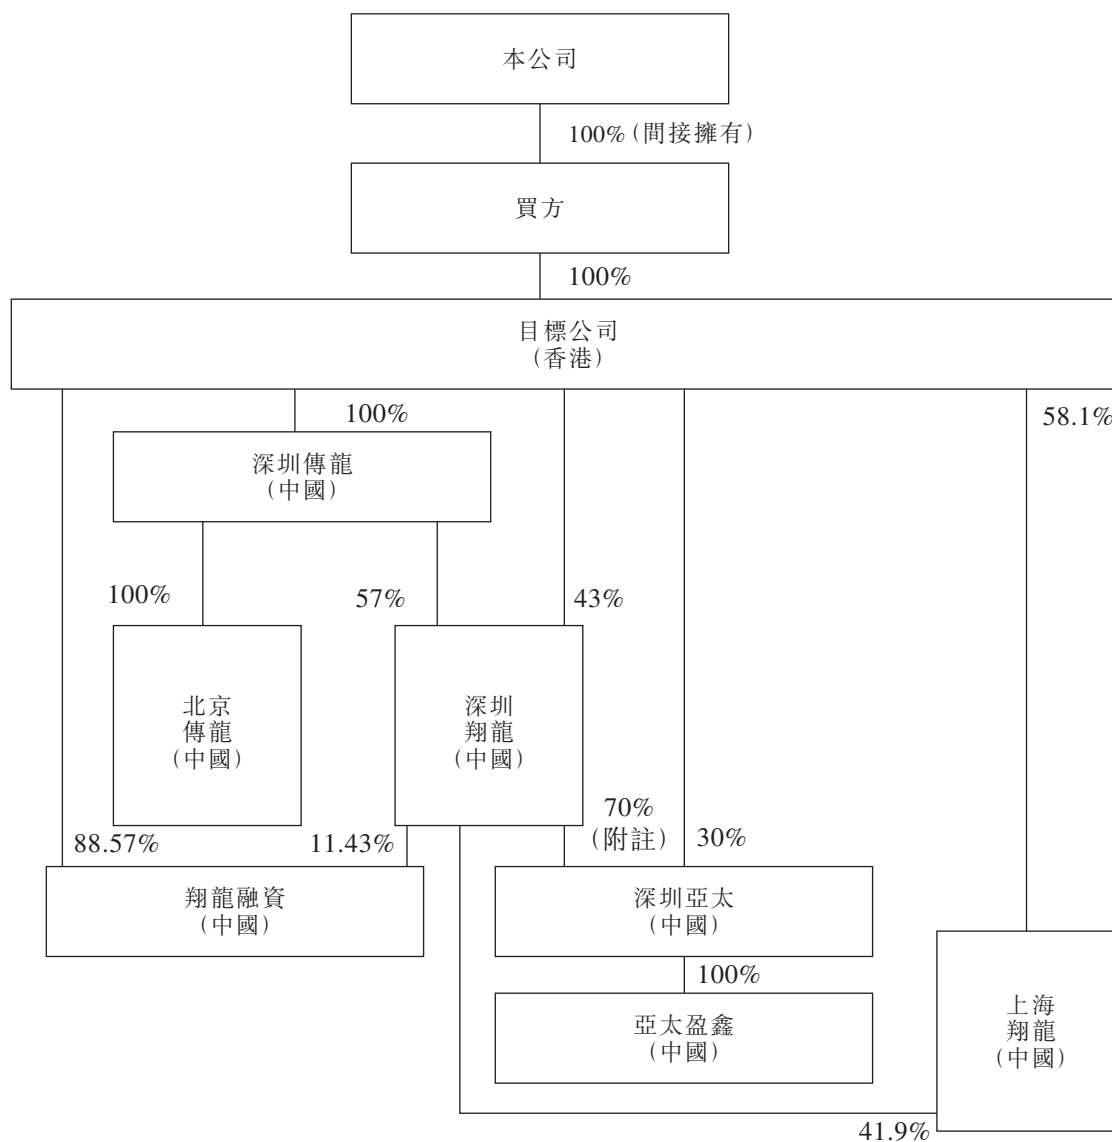 本公司
100% (間接擁有)
買方
100%
目標公司
(香港)
100%
58.1%
深圳傳龍
(中國)
100%
57%
43%
北京
傳龍
(中國)
深圳
翔龍
(中國)
70%
(附註)
88.57%
11.43%
30%
翔龍融資
(中國)
深圳亞太
(中國)
100%
亞太盈鑫
(中國)
上海
翔龍
(中國)
41.9%